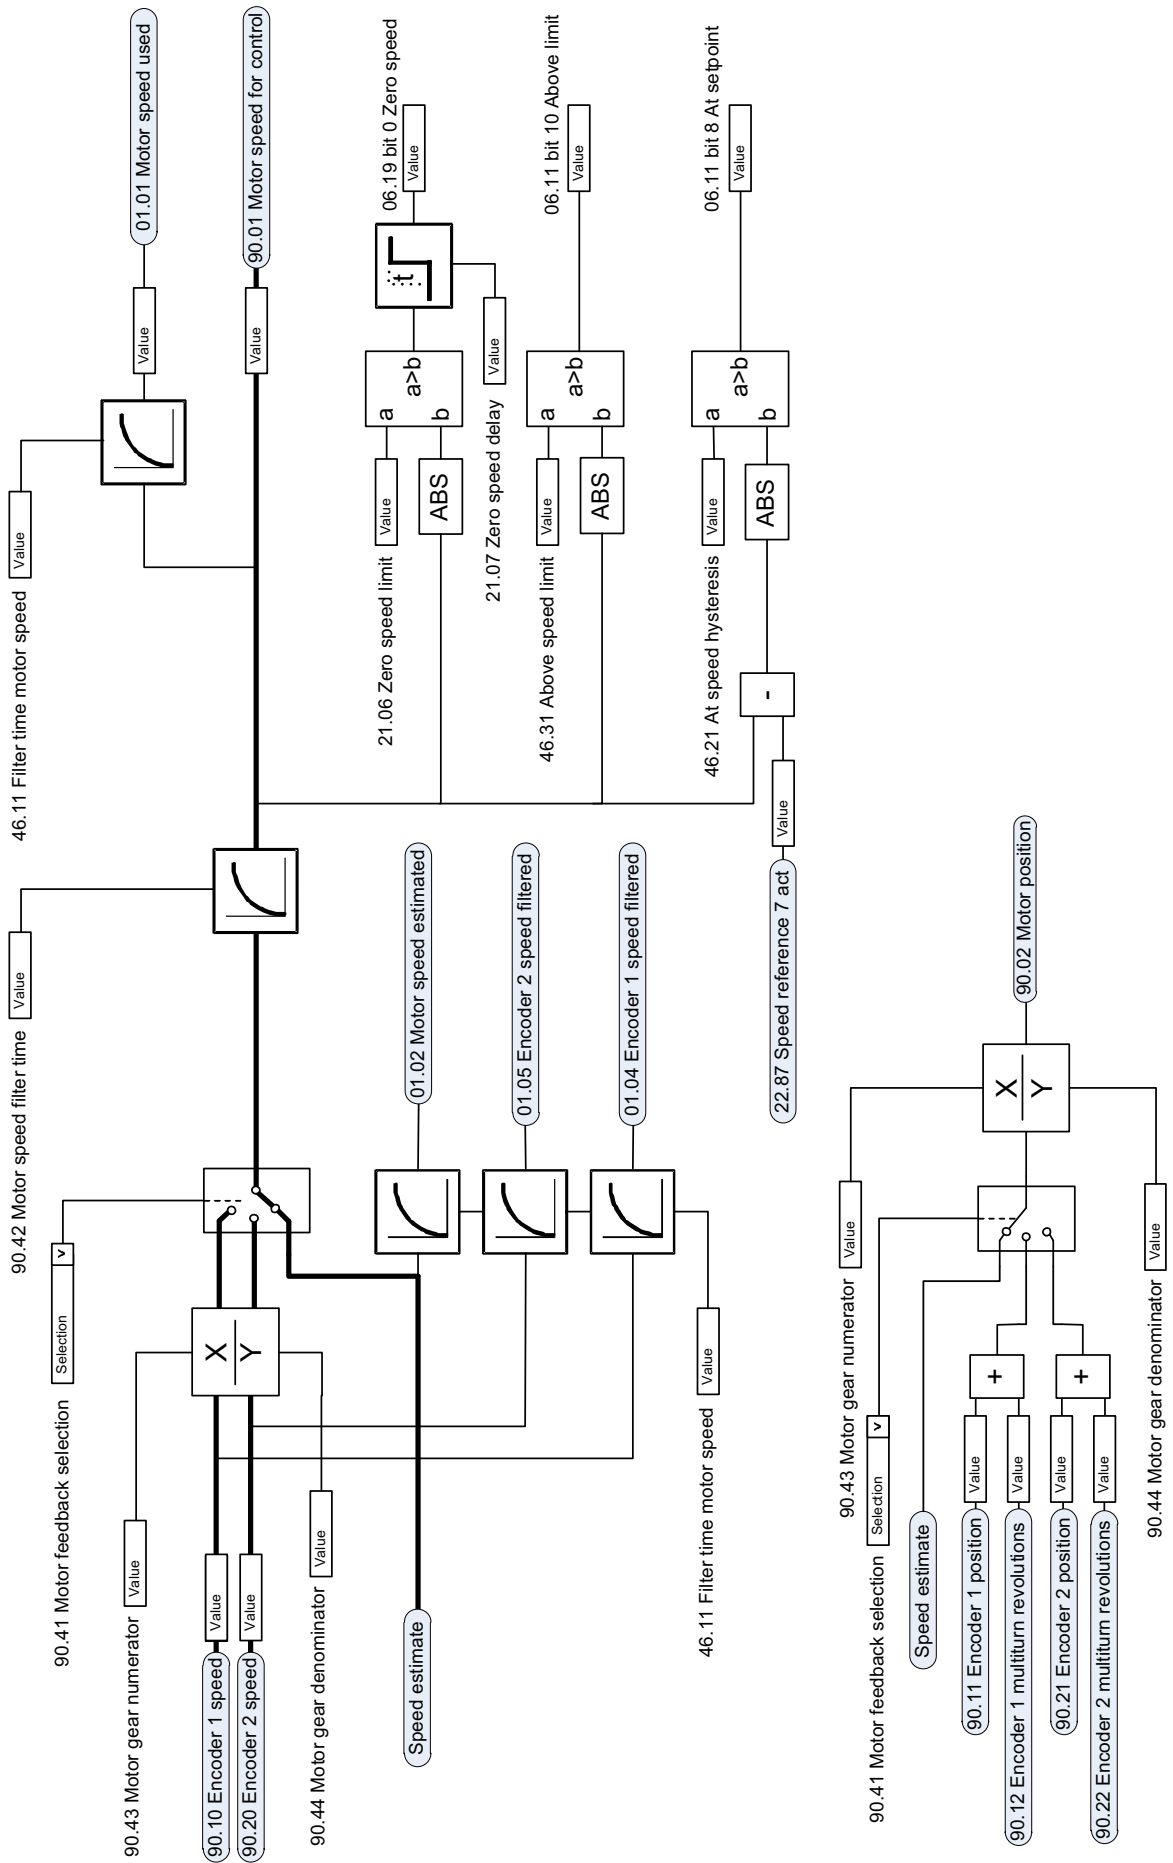 90.43 Motor gear numerator
Value
90.41 Motor feedback selection
Selection
v
90.42 Motor speed filter time
Value
46.11 Filter time motor speed
Value
Value
01.01 Motor speed used
90.10 Encoder 1 speed
Value
90.20 Encoder 2 speed
Value
X
Y
Value
90.01 Motor speed for control
90.44 Motor gear denominator
Value
Speed estimate
01.02 Motor speed estimated
01.05 Encoder 2 speed filtered
01.04 Encoder 1 speed filtered
46.11 Filter time motor speed
Value
21.06 Zero speed limit
Value
ABS
a
b
a>b
t
06.19 bit 0 Zero speed
Value
21.07 Zero speed delay
Value
46.31 Above speed limit
Value
ABS
a
b
a>b
06.11 bit 10 Above limit
Value
46.21 At speed hysteresis
Value
-
ABS
a
b
a>b
06.11 bit 8 At setpoint
Value
22.87 Speed reference 7 act
Value
90.43 Motor gear numerator
Value
90.41 Motor feedback selection
Selection
v
Speed estimate
90.11 Encoder 1 position
Value
+
90.12 Encoder 1 multiturn revolutions
Value
90.21 Encoder 2 position
Value
+
90.22 Encoder 2 multiturn revolutions
Value
X
Y
90.02 Motor position
90.44 Motor gear denominator
Value